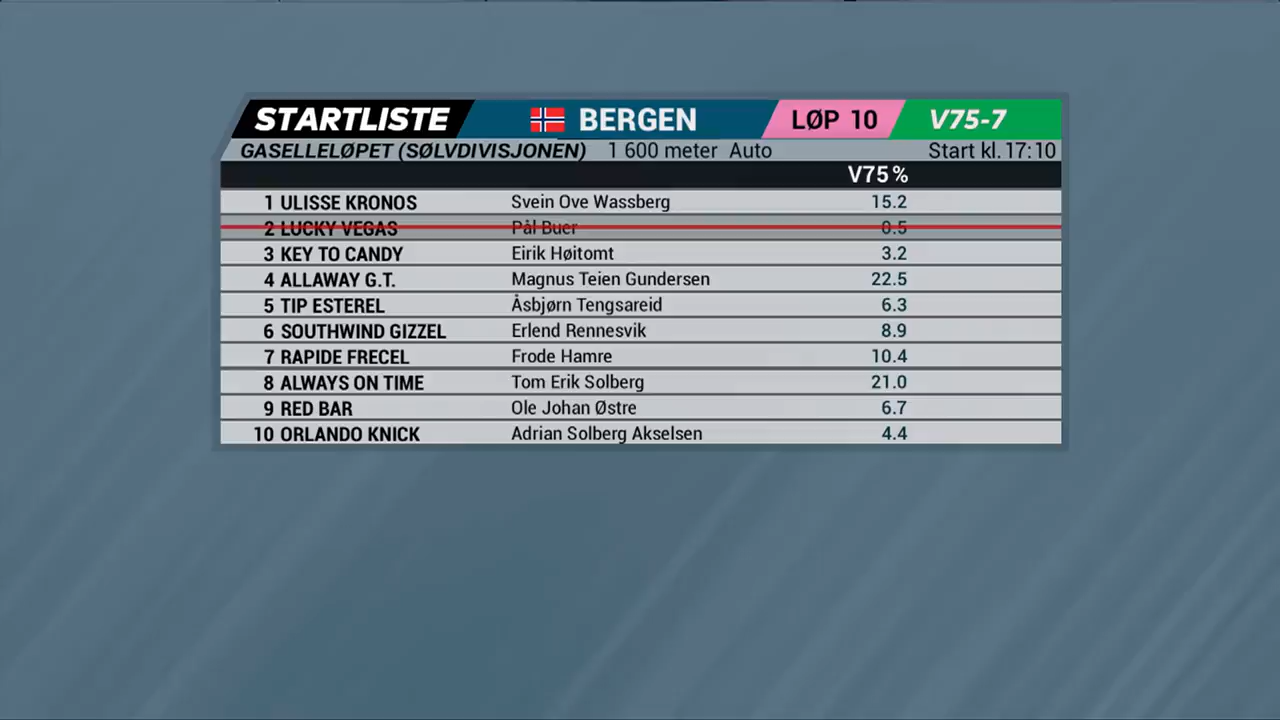 STARTLISTE BERGEN LØP 10 V75-7
GASELLELØPET (SØLVDIVISJONEN) 1 600 meter Auto Start kl. 17:10
V75 %
1 ULISSE KRONOS Svein Ove Wassberg 15.2
2 LUCKY VEGAS Pål Buer 0.5
3 KEY TO CANDY Eirik Høitomt 3.2
4 ALLAWAY G.T. Magnus Teien Gundersen 22.5
5 TIP ESTEREL Åsbjørn Tengsareid 6.3
6 SOUTHWIND GIZZEL Erlend Rennesvik 8.9
7 RAPIDE FRECEL Frode Hamre 10.4
8 ALWAYS ON TIME Tom Erik Solberg 21.0
9 RED BAR Ole Johan Østre 6.7
10 ORLANDO KNICK Adrian Solberg Akselsen 4.4